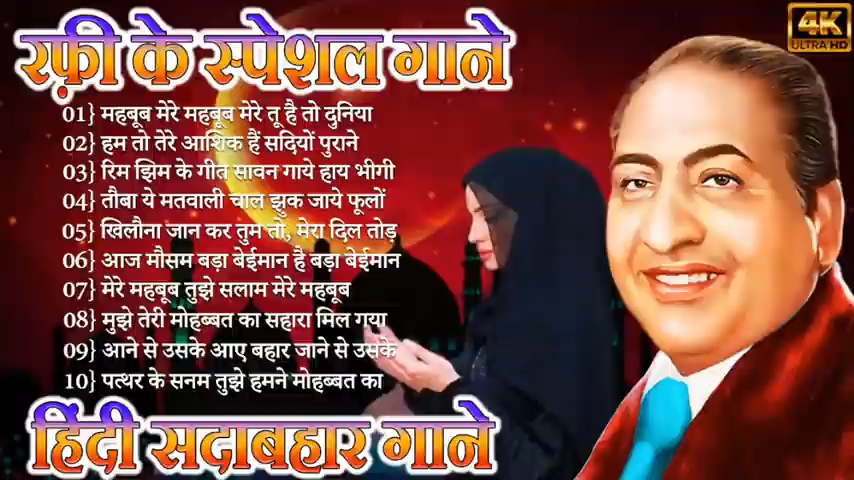 रफ़ी के स्पेशल गाने
4K
ULTRA HD
01} महबूब मेरे महबूब मेरे तू है तो दुनिया
02} हम तो तेरे आशिक हैं सदियों पुराने
03} रिम झिम के गीत सावन गाये हाय भीगी
04} तौबा ये मतवाली चाल झुक जाये फूलों
05} खिलौना जान कर तुम तो, मेरा दिल तोड़
06} आज मौसम बड़ा बेईमान है बड़ा बेईमान
07} मेरे महबूब तुझे सलाम मेरे महबूब
08} मुझे तेरी मोहब्बत का सहारा मिल गया
09} आने से उसके आए बहार जाने से उसके
10} पत्थर के सनम तुझे हमने मोहब्बत का
हिंदी सदाबहार गाने